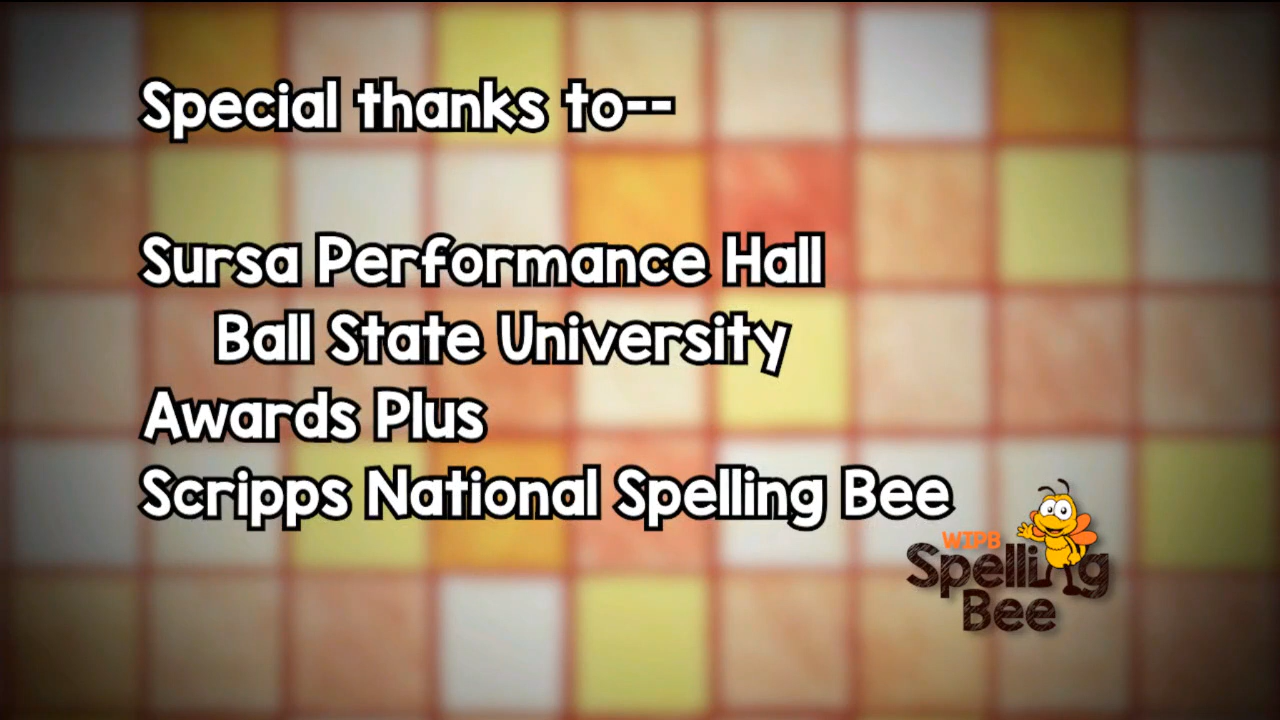 Special thanks to--
Sursa Performance Hall
Ball State University
Awards Plus
Scripps National Spelling Bee
WIPB
Spelling
Bee